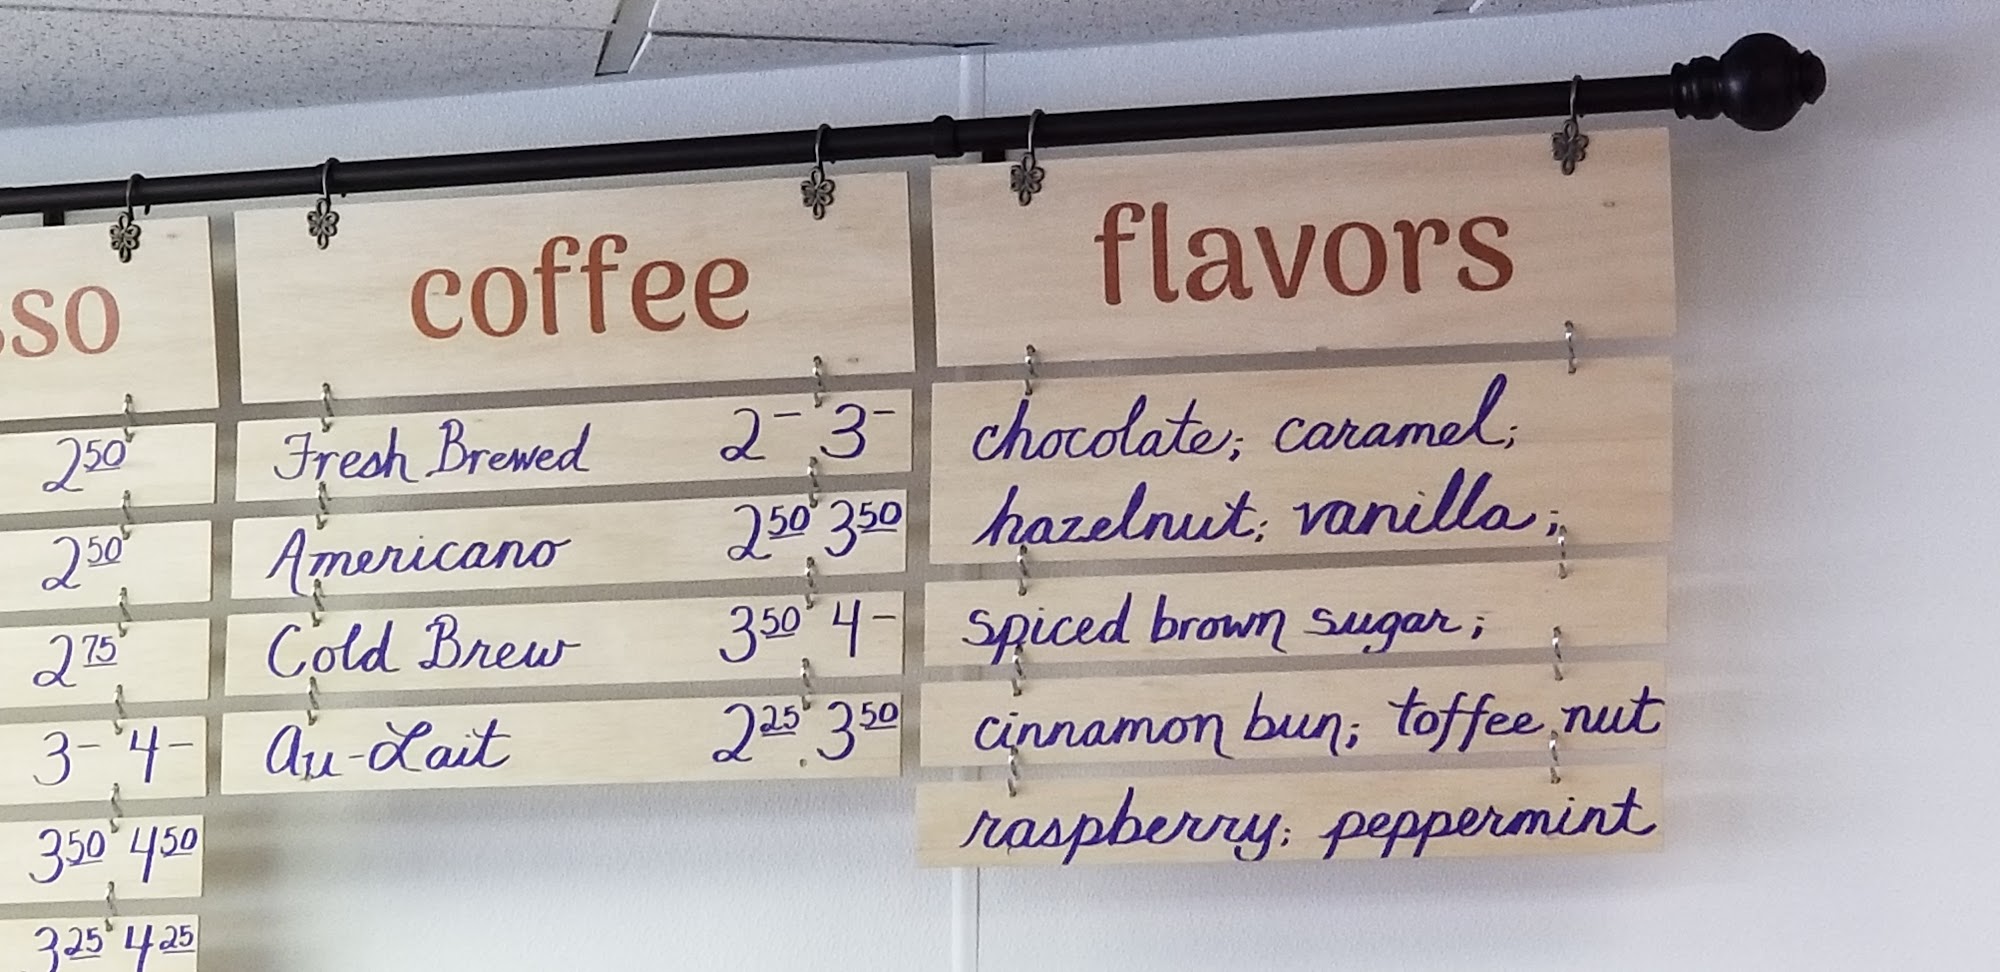 sso
2 50
2 50
2 75
3- 4-
3 50 4 50
3 25 4 25
coffee
Fresh Brewed 2- 3-
Americano 2 50 3 50
Cold Brew 3 50 4-
Au-Lait 2 25 3 50
flavors
chocolate; caramel;
hazelnut; vanilla;
spiced brown sugar;
cinnamon bun; toffee nut
raspberry; peppermint